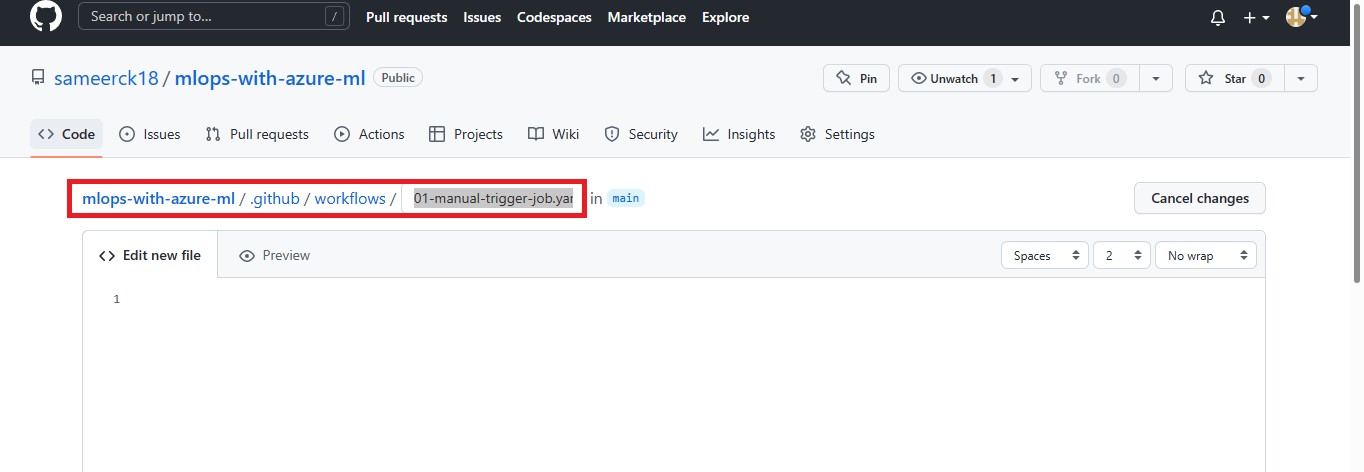 Search or jump to... / Pull requests Issues Codespaces Marketplace Explore
sameerck18 / mlops-with-azure-ml Public Pin Unwatch 1 Fork 0 Star 0
Code Issues Pull requests Actions Projects Wiki Security Insights Settings
mlops-with-azure-ml / .github / workflows / 01-manual-trigger-job.yar in main Cancel changes
Edit new file Preview Spaces 2 No wrap
1